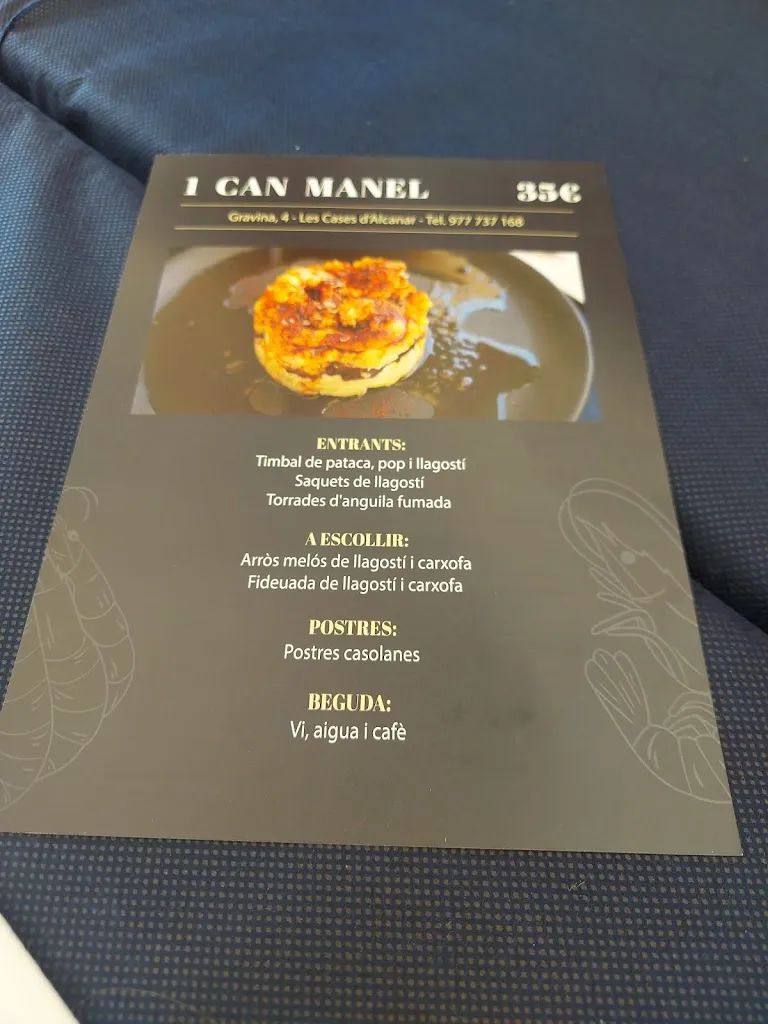 1 CAN MANEL 35€
Gravina, 4 - Les Cases d'Alcanar - Tel. 977 737 168
ENTRANTS:
Timbal de pataca, pop i llagostí
Saquets de llagostí
Torrades d'anguila fumada
A ESCOLLIR:
Arròs melós de llagostí i carxofa
Fideuada de llagostí i carxofa
POSTRES:
Postres casolanes
BEGUDA:
Vi, aigua i cafè